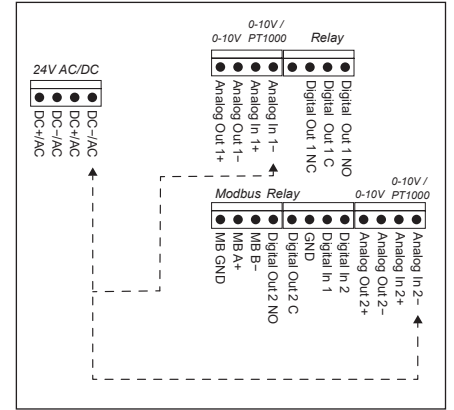 0-10V /
0-10V PT1000 Relay
24V AC/DC
DC+/AC
DC−/AC
DC+/AC
DC−/AC
Analog Out 1+
Analog Out 1−
Analog In 1+
Analog In 1−
Digital Out 1 NC
Digital Out 1 C
Digital Out 1 NO
0-10V /
Modbus Relay 0-10V PT1000
MB GND
MB A+
MB B−
Digital Out 2 NO
Digital Out 2 C
GND
Digital In 1
Digital In 2
Analog Out 2+
Analog Out 2−
Analog In 2+
Analog In 2−